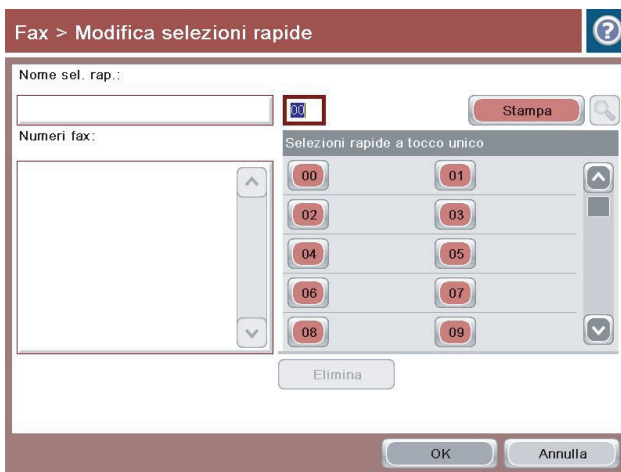 Fax > Modifica selezioni rapide
?
Nome sel. rap.:
00
Stampa
Numeri fax:
Selezioni rapide a tocco unico
00 01
02 03
04 05
06 07
08 09
Elimina
OK Annulla